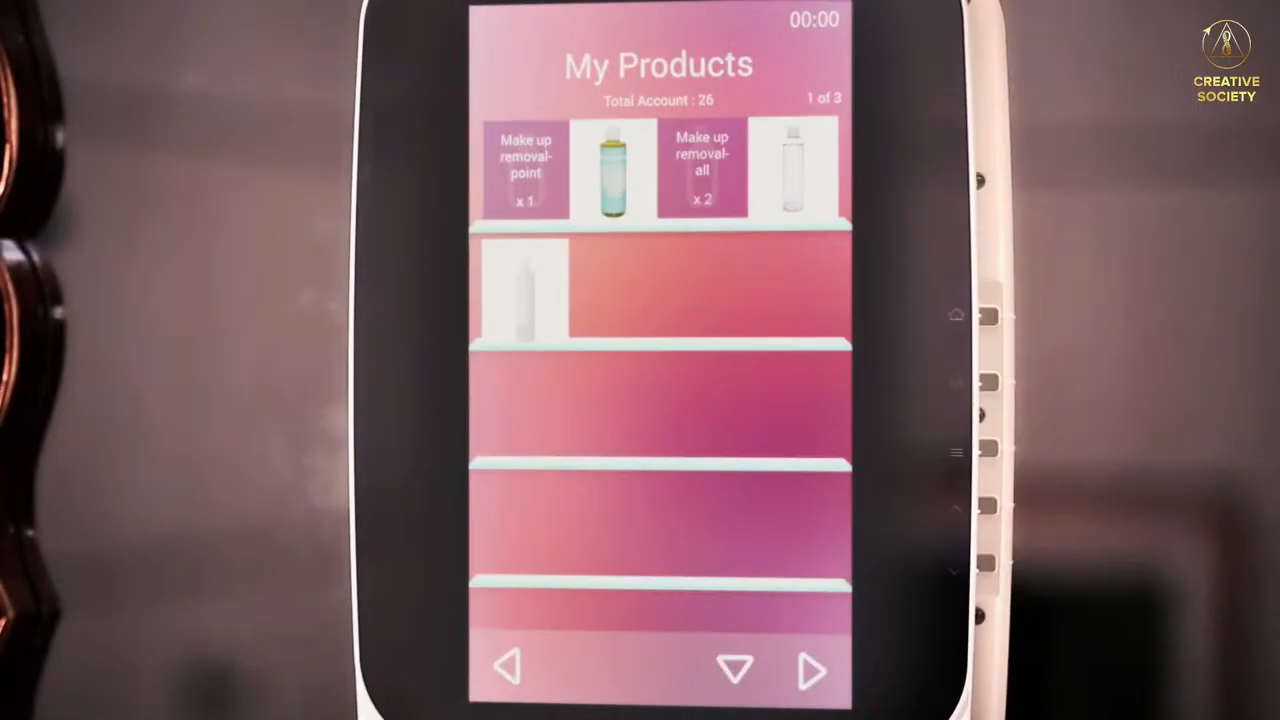 00:00
My Products
Total Account : 26
1 of 3
Make up
removal-
point
x 1
Make up
removal-
all
x 2
CREATIVE
SOCIETY